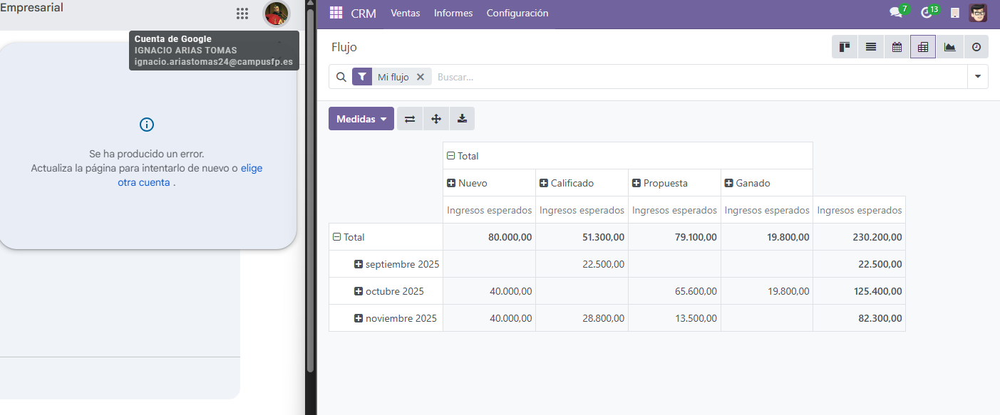 Empresarial
Cuenta de Google
IGNACIO ARIAS TOMAS
ignacio.ariastomas24@campusfp.es
Se ha producido un error.
Actualiza la página para intentarlo de nuevo o elige
otra cuenta .
CRM Ventas Informes Configuración 7 13
Flujo
Mi flujo Buscar...
Medidas
Total
Nuevo Calificado Propuesta Ganado
Ingresos esperados Ingresos esperados Ingresos esperados Ingresos esperados Ingresos esperados
Total 80.000,00 51.300,00 79.100,00 19.800,00 230.200,00
septiembre 2025 22.500,00 22.500,00
octubre 2025 40.000,00 65.600,00 19.800,00 125.400,00
noviembre 2025 40.000,00 28.800,00 13.500,00 82.300,00